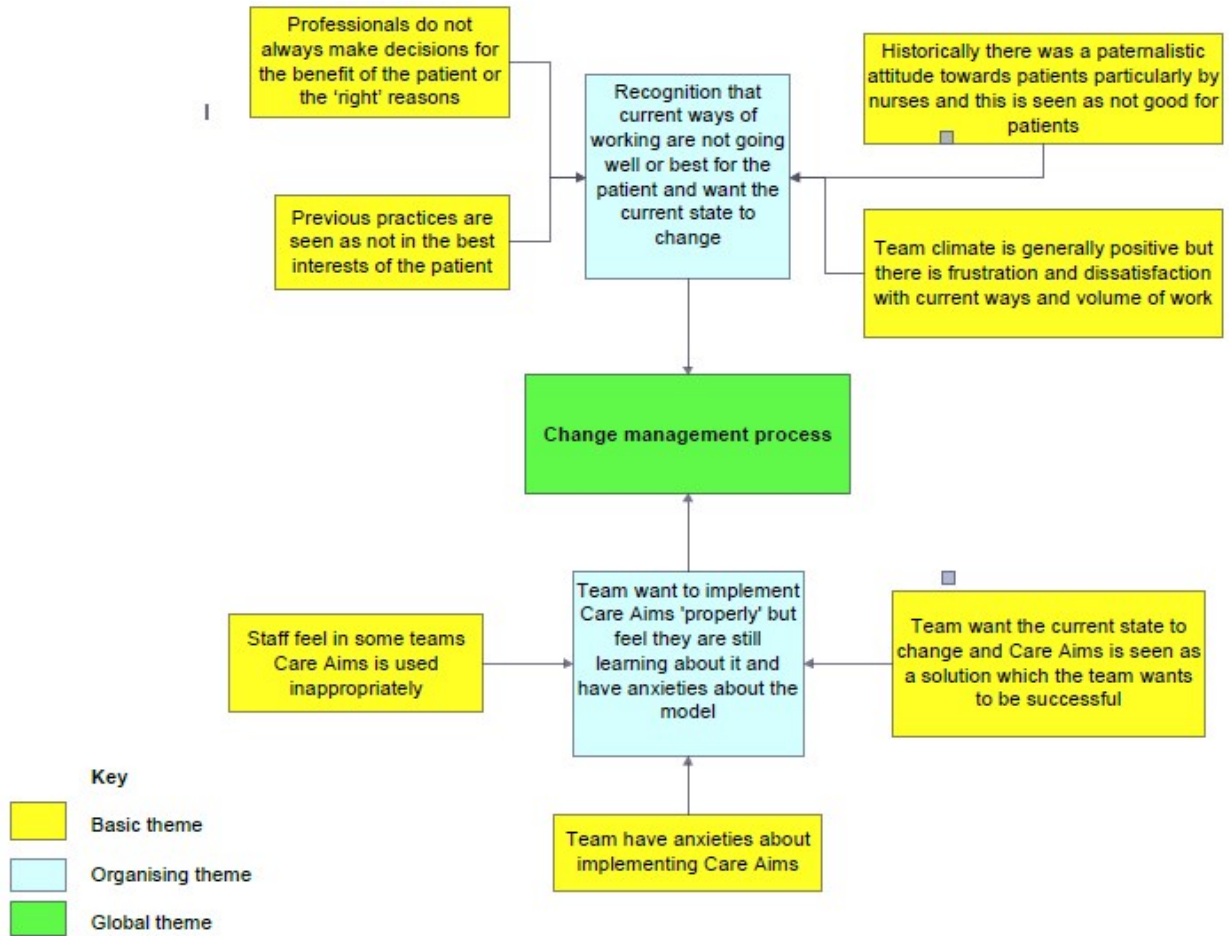 Professionals do not
always make decisions for
the benefit of the patient or
the ‘right’ reasons
Recognition that
current ways of
working are not going
well or best for the
patient and want the
current state to
change
Historically there was a paternalistic
attitude towards patients particularly by
nurses and this is seen as not good for
patients
Previous practices are
seen as not in the best
interests of the patient
Team climate is generally positive but
there is frustration and dissatisfaction
with current ways and volume of work
Change management process
Staff feel in some teams
Care Aims is used
inappropriately
Team want to implement
Care Aims 'properly' but
feel they are still
learning about it and
have anxieties about the
model
Team want the current state to
change and Care Aims is seen as
a solution which the team wants
to be successful
Team have anxieties about
implementing Care Aims
Key
Basic theme
Organising theme
Global theme